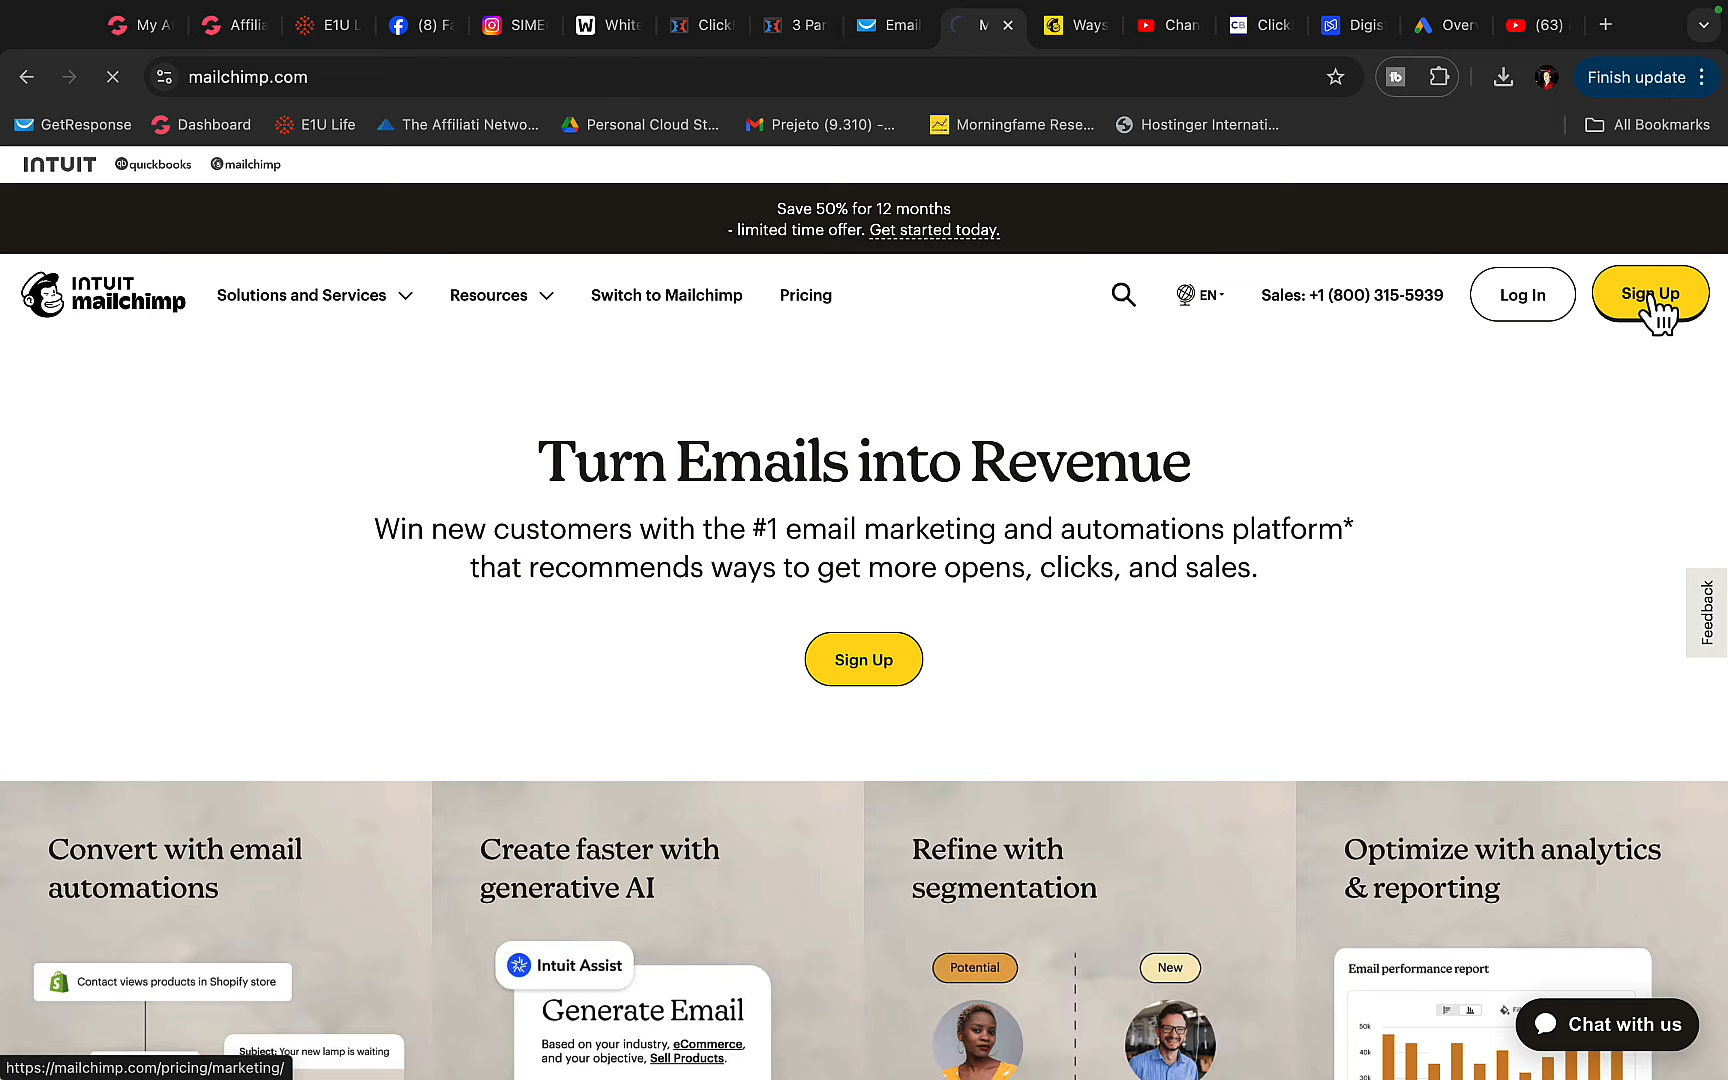 My A
Affilia
E1U L
(8) Fa
SIME
White
Click
3 Par
Email
M
Ways
Chan
Click
Digis
Over
(63)
mailchimp.com
Finish update
GetResponse
Dashboard
E1U Life
The Affiliati Netwo...
Personal Cloud St...
Prejeto (9.310) -...
Morningfame Rese...
Hostinger Internati...
All Bookmarks
INTUIT
quickbooks
mailchimp
Save 50% for 12 months
- limited time offer. Get started today.
INTUIT
mailchimp
Solutions and Services
Resources
Switch to Mailchimp
Pricing
EN
Sales: +1 (800) 315-5939
Log In
Sign Up
Turn Emails into Revenue
Win new customers with the #1 email marketing and automations platform*
that recommends ways to get more opens, clicks, and sales.
Sign Up
Feedback
Convert with email
automations
Create faster with
generative AI
Refine with
segmentation
Optimize with analytics
& reporting
Contact views products in Shopify store
Subject: Your new lamp is waiting
Intuit Assist
Generate Email
Based on your industry, eCommerce,
and your objective, Sell Products.
Potential
New
Email performance report
50k
40k
30k
Chat with us
https://mailchimp.com/pricing/marketing/